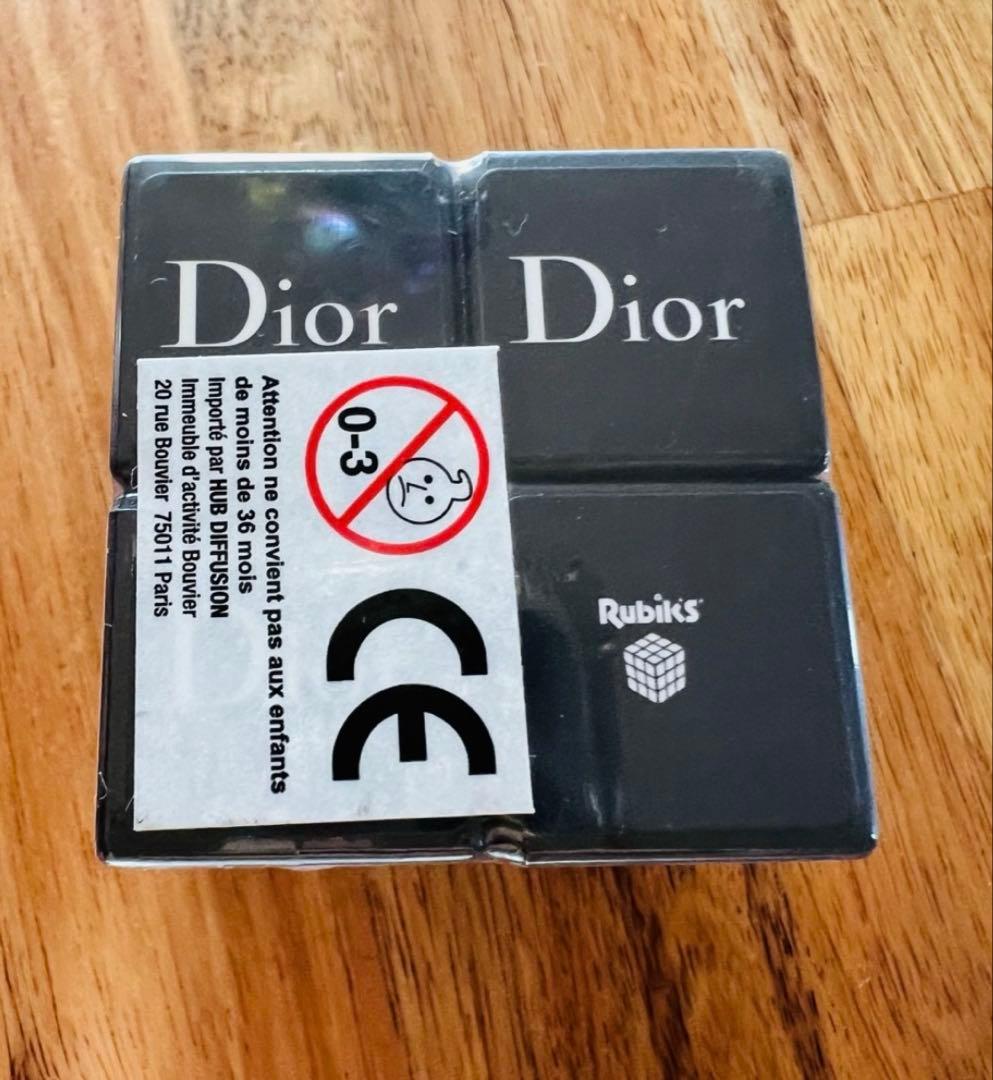 Dior
Dior
0-3
Attention ne convient pas aux enfants
de moins de 36 mois
Importé par HUB DIFFUSION
Immeuble d'activité Bouvier
20 rue Bouvier 75011 Paris
CE
Rubik's